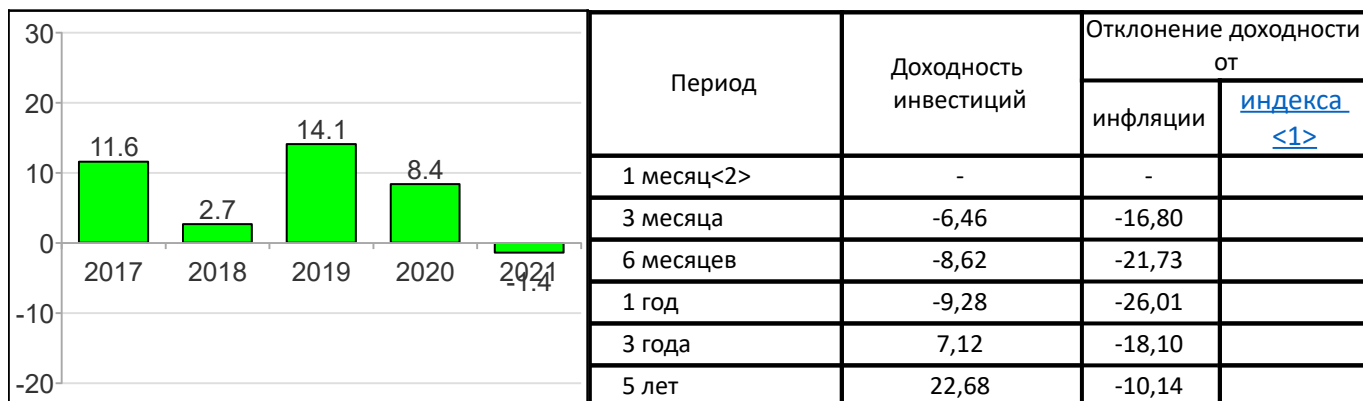 30
20
10
0
-10
-20
11.6
2.7
14.1
8.4
-1.4
2017 2018 2019 2020 2021
Период Доходность инвестиций Отклонение доходности от
инфляции индекса <1>
1 месяц<2> - -
3 месяца -6,46 -16,80
6 месяцев -8,62 -21,73
1 год -9,28 -26,01
3 года 7,12 -18,10
5 лет 22,68 -10,14